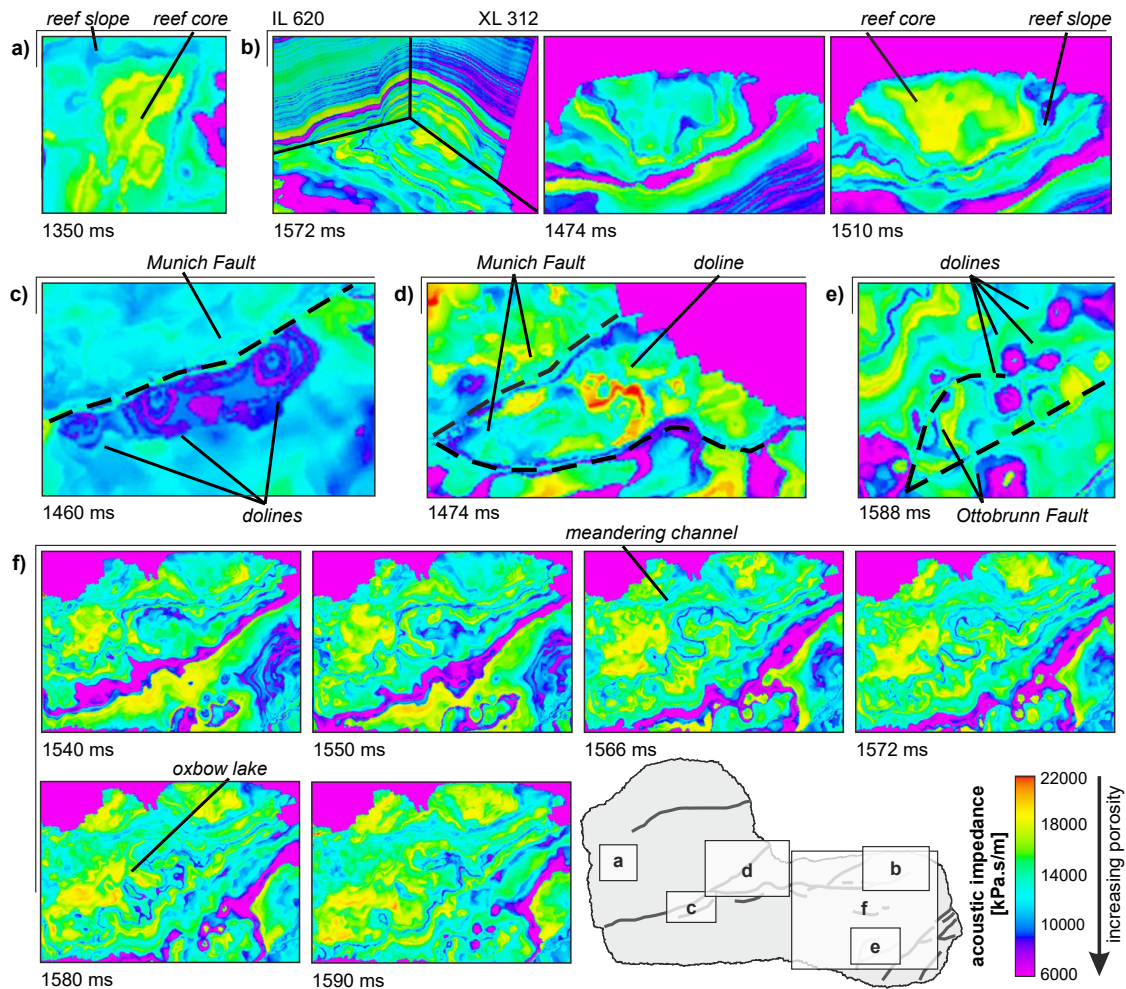 reef slope reef core IL 620 XL 312 reef core reef slope
a) b)
1350 ms 1572 ms 1474 ms 1510 ms
Munich Fault Munich Fault doline dolines
c) d) e)
1460 ms 1474 ms 1588 ms
dolines Ottobrunn Fault
meandering channel
f)
1540 ms 1550 ms 1566 ms 1572 ms
oxbow lake
a
b
c
d
e
f
acoustic impedance
[kPa.s/m]
22000
18000
14000
10000
6000
increasing porosity
1580 ms 1590 ms